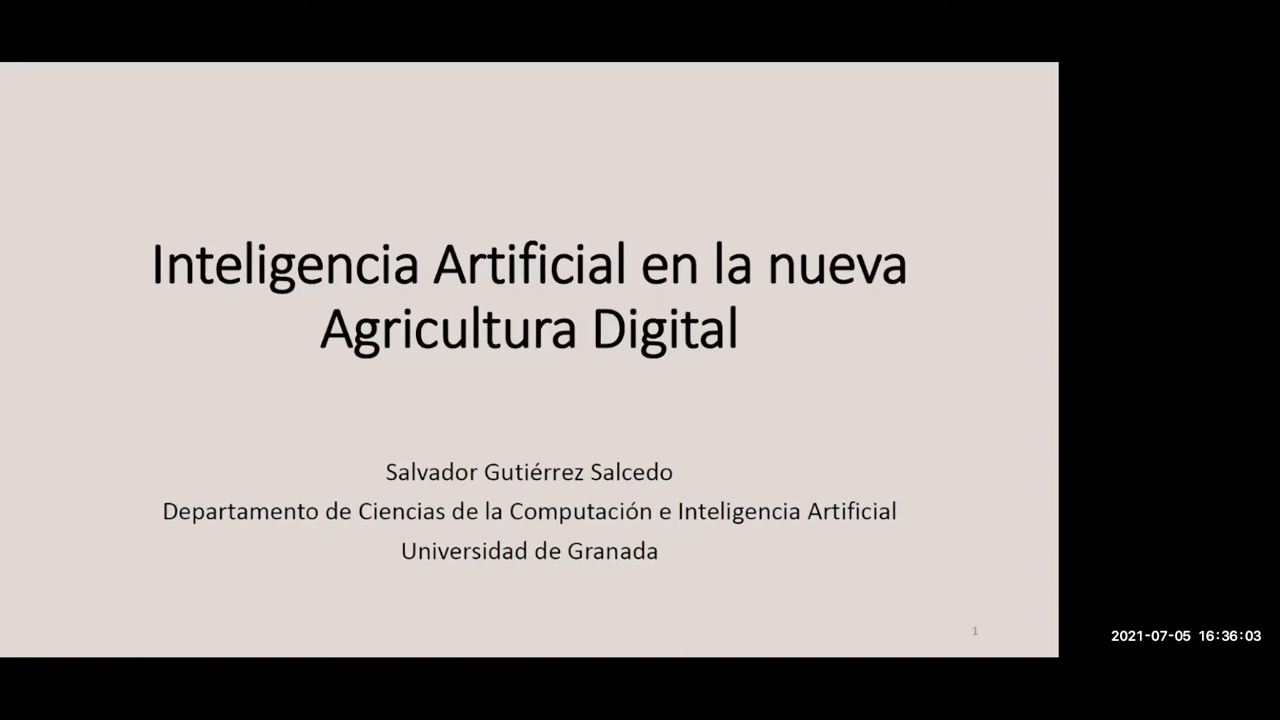 Inteligencia Artificial en la nueva
Agricultura Digital
Salvador Gutiérrez Salcedo
Departamento de Ciencias de la Computación e Inteligencia Artificial
Universidad de Granada
1
2021-07-05 16:36:03